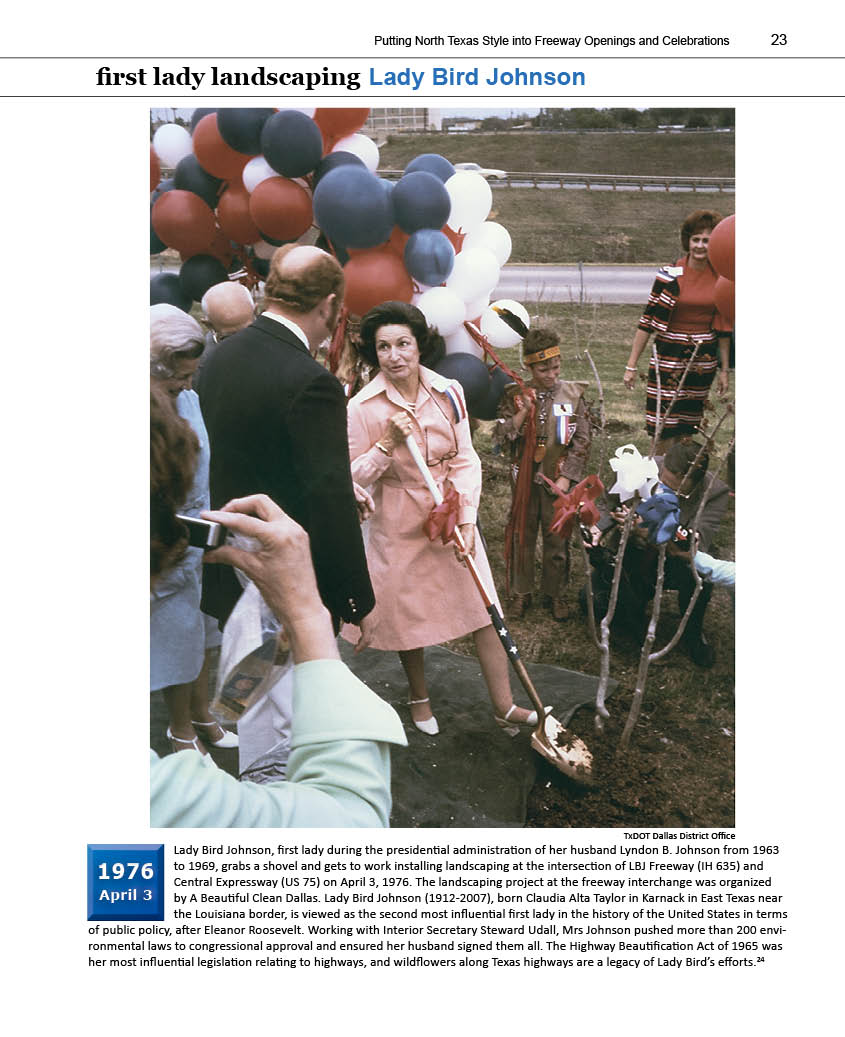 Putting North Texas Style into Freeway Openings and Celebrations 23
first lady landscaping Lady Bird Johnson
TxDOT Dallas District Office
1976
April 3
Lady Bird Johnson, first lady during the presidential administration of her husband Lyndon B. Johnson from 1963
to 1969, grabs a shovel and gets to work installing landscaping at the intersection of LBJ Freeway (IH 635) and
Central Expressway (US 75) on April 3, 1976. The landscaping project at the freeway interchange was organized
by A Beautiful Clean Dallas. Lady Bird Johnson (1912-2007), born Claudia Alta Taylor in Karnack in East Texas near
the Louisiana border, is viewed as the second most influential first lady in the history of the United States in terms
of public policy, after Eleanor Roosevelt. Working with Interior Secretary Steward Udall, Mrs Johnson pushed more than 200 envi-
ronmental laws to congressional approval and ensured her husband signed them all. The Highway Beautification Act of 1965 was
her most influential legislation relating to highways, and wildflowers along Texas highways are a legacy of Lady Bird's efforts.²⁴